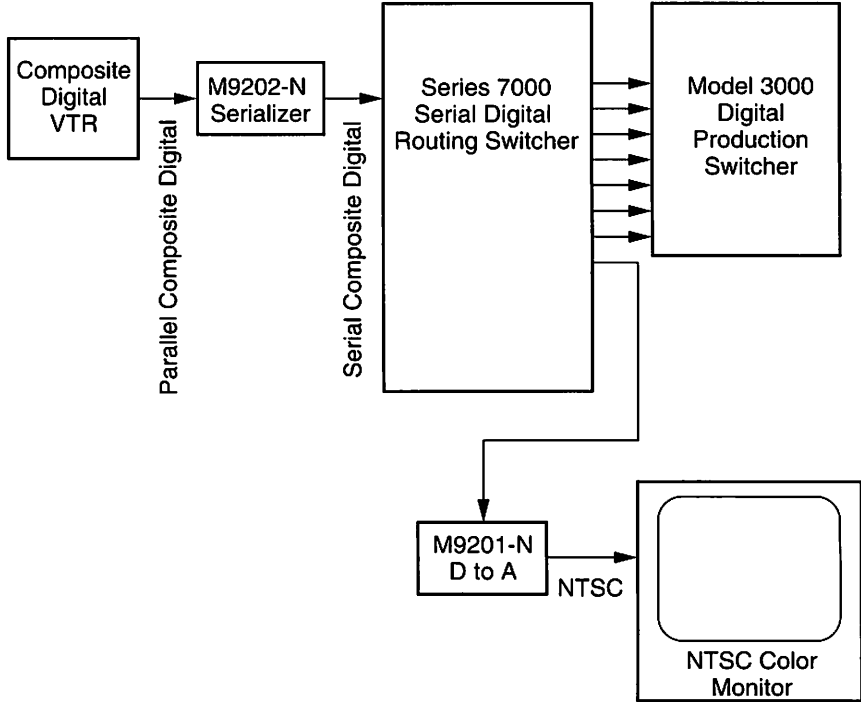 Composite
Digital
VTR
M9202-N
Serializer
Parallel Composite Digital
Serial Composite Digital
Series 7000
Serial Digital
Routing Switcher
Model 3000
Digital
Production
Switcher
M9201-N
D to A
NTSC
NTSC Color
Monitor